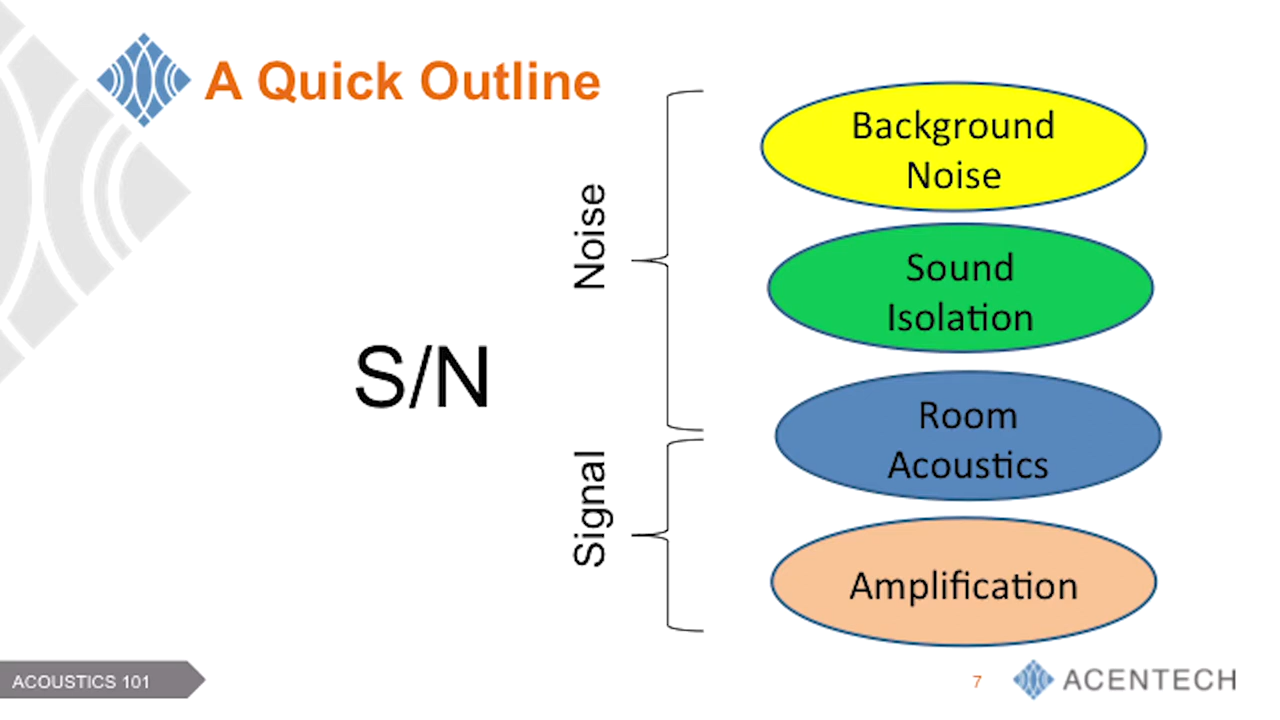 A Quick Outline
Background
Noise
Noise
Sound
Isolation
S/N
Room
Acoustics
Signal
Amplification
ACOUSTICS 101
7
ACENTECH